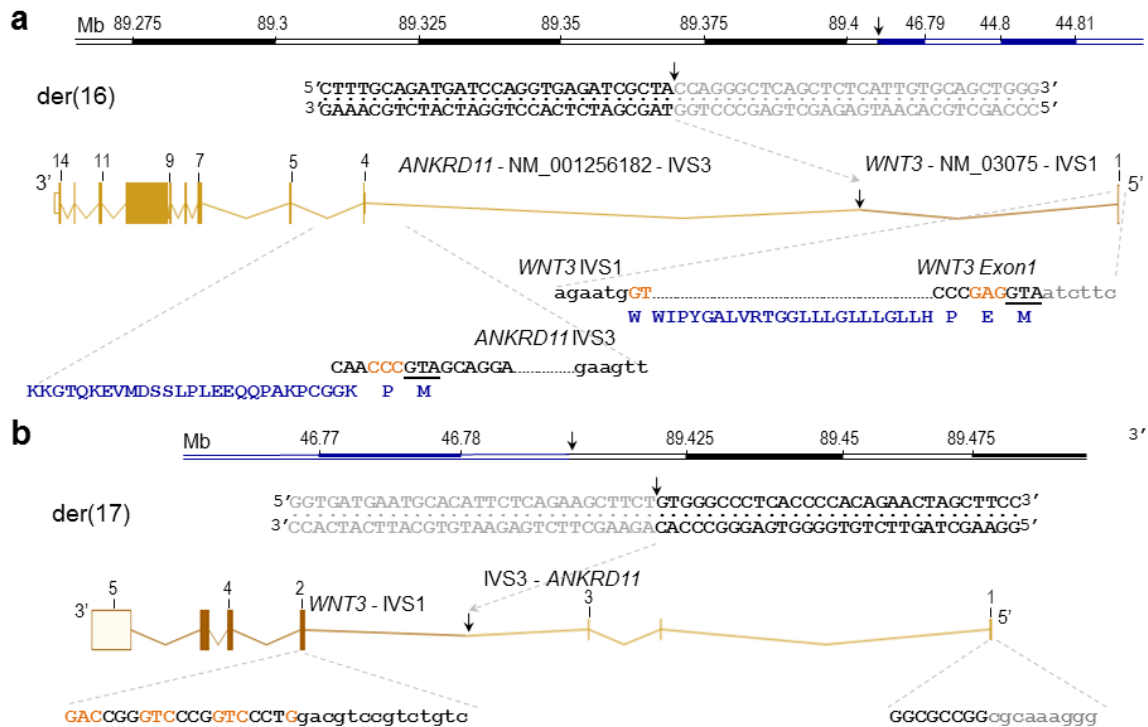 a
Mb 89.275 89.3 89.325 89.35 89.375 89.4 46.79 44.8 44.81
der(16)
5'CTTTGCAGATGATCCAGGTGAGATCGCTACCAGGGCTCAGCTCTCATTGTGCAGCTGGG3'
3'GAAACGTCTACTAGGTCCACTCTAGCGATGGTCCCGAGTCGAGAGTAACACGTCGACCC5'
14 11 9 7 5 4 ANKRD11 - NM_001256182 - IVS3 WNT3 - NM_03075 - IVS1 1
3' 5'
WNT3 IVS1 WNT3 Exon1
agaatgGT CCCGAGGTAatcttc
W WIPYGALVRTGGLLLGLLLGLLH P E M
ANKRD11 IVS3
CAACCCGTAGCAGGA gaagtt
KKGTQKEVMDSSLPLEEQQPAKPCGGK P M
b
Mb 46.77 46.78 89.425 89.45 89.475 3'
der(17)
5'GGTGATGAATGCACATTCTCAGAAGCTTCTGTGGGCCCTCACCCCACAGAACTAGCTTCC3'
3'CCACTACTTACGTGTAAGAGTCTTCGAAGACACCCGGGAGTGGGGTGTCTTGATCGAAGG5'
5 4 2 WNT3 - IVS1 IVS3 - ANKRD11 3 1
3' 5'
GACCGGGTCCCGGTCCCTGgacgtccgtctgtc GGCGCCGGcgcaaaggg